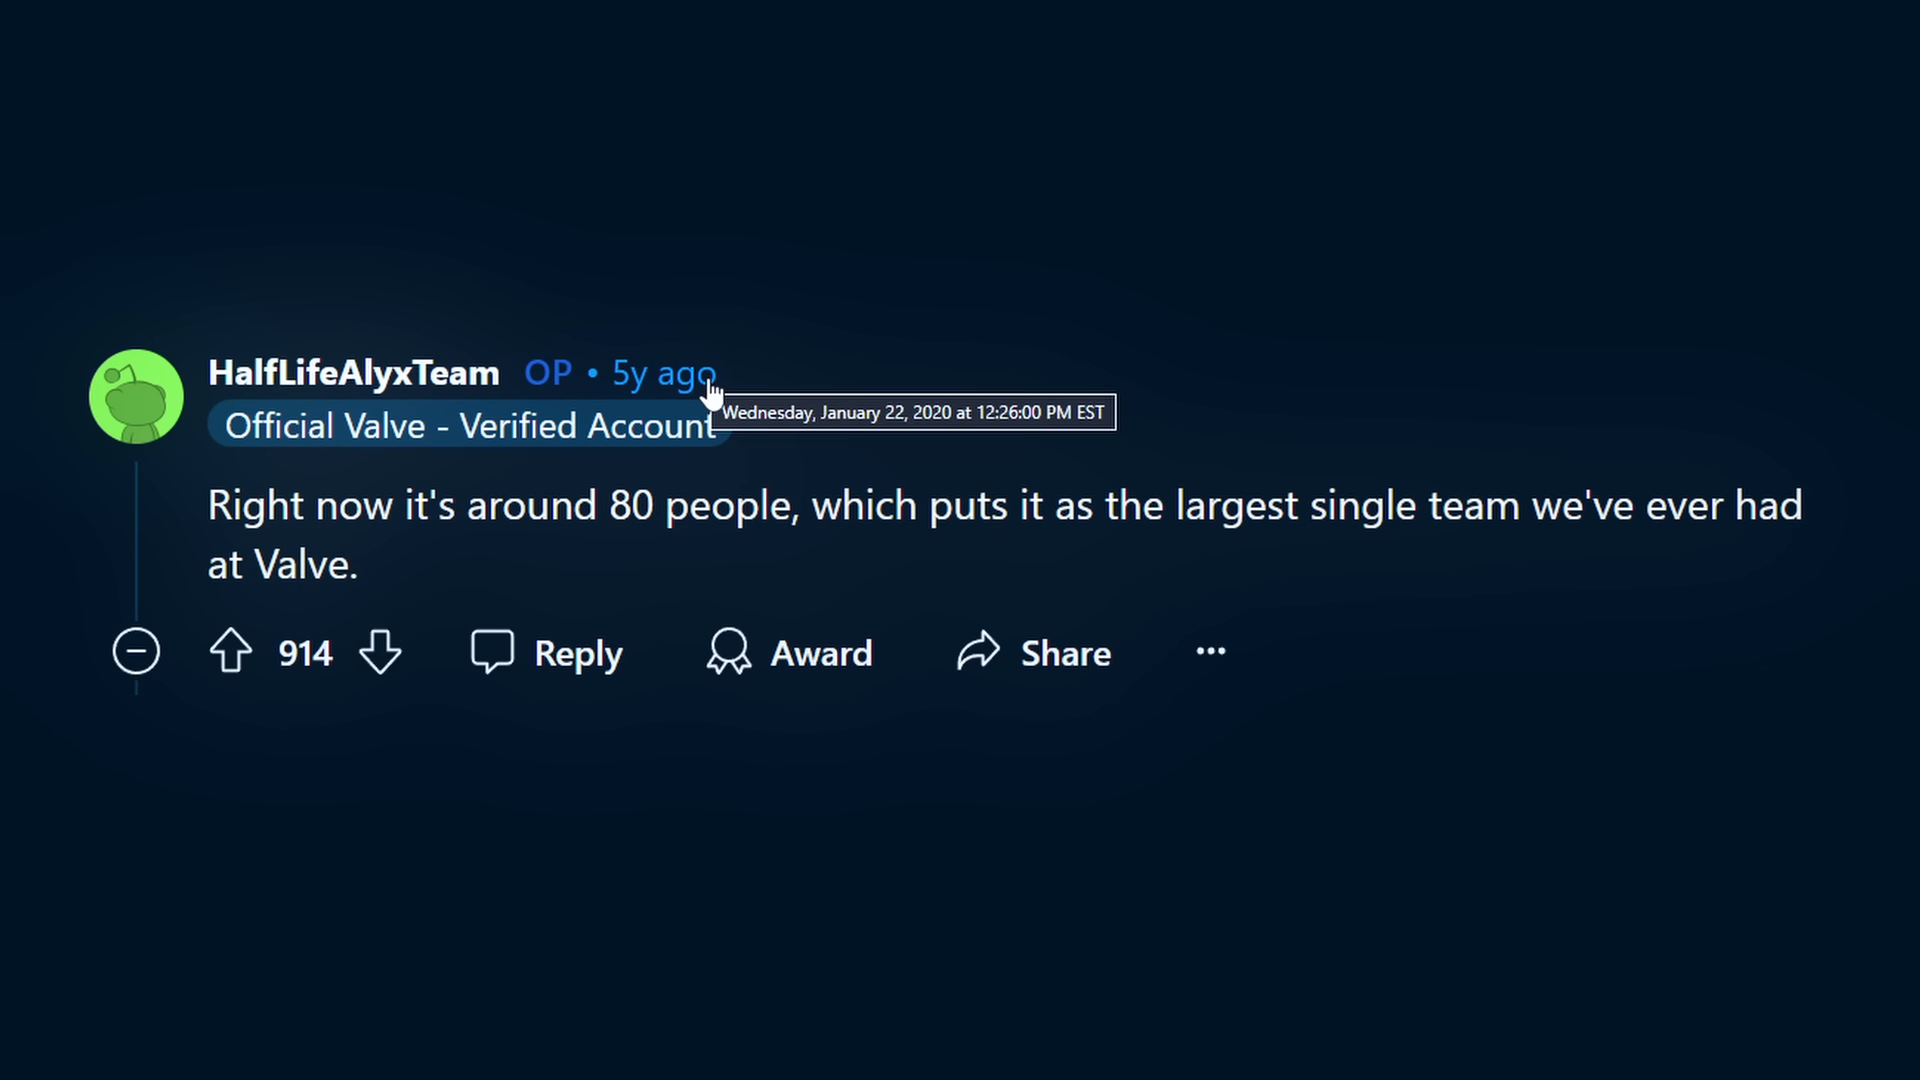 HalfLifeAlyxTeam OP • 5y ago
Wednesday, January 22, 2020 at 12:26:00 PM EST
Official Valve - Verified Account
Right now it's around 80 people, which puts it as the largest single team we've ever had
at Valve.
914 Reply Award Share ···